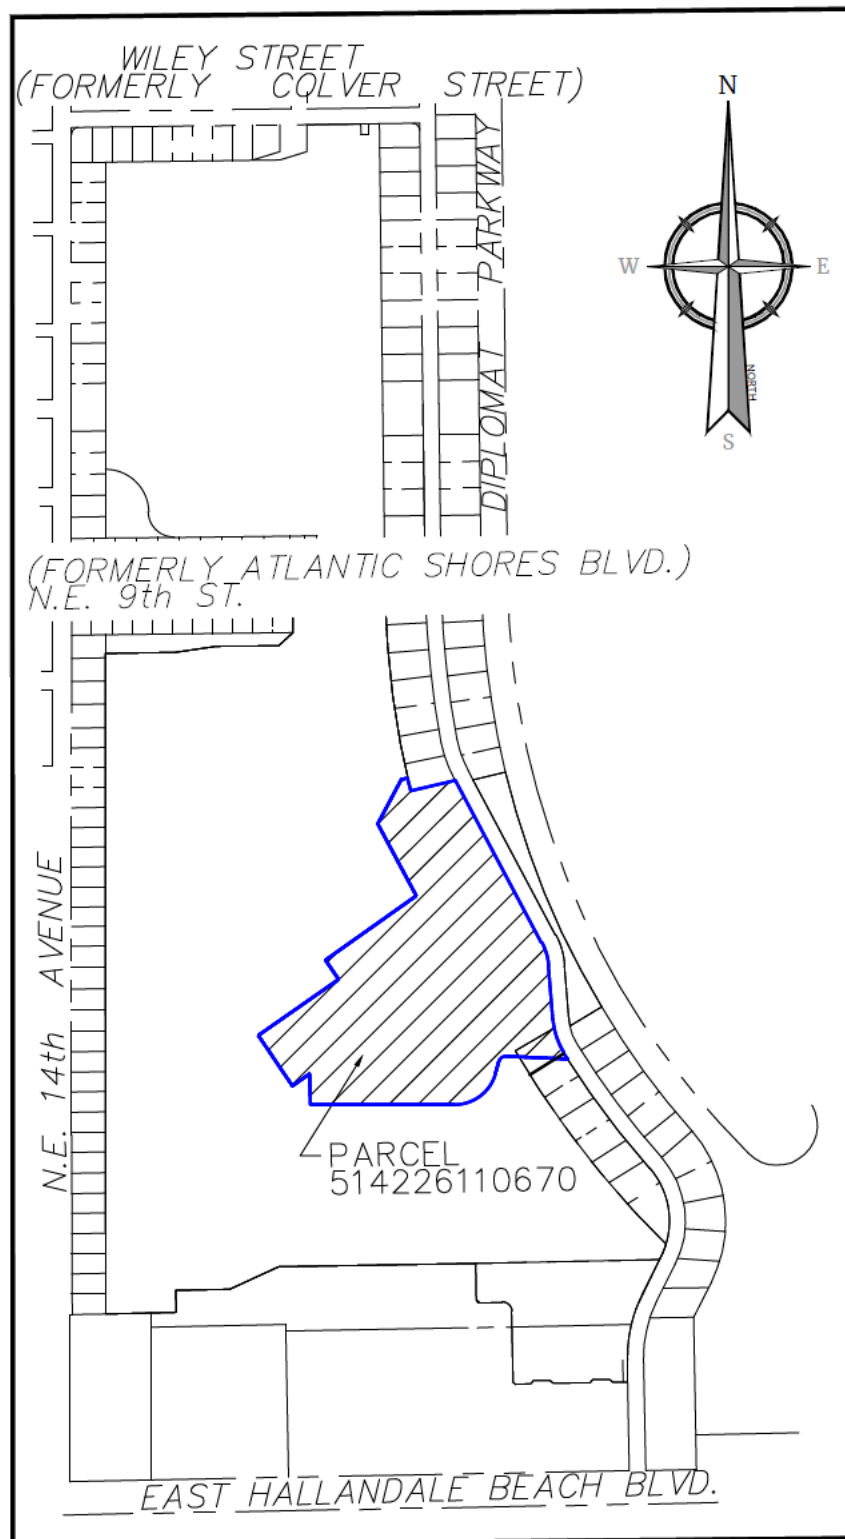 WILEY STREET
(FORMERLY COLVER STREET)
N
W
E
S
NORTH
DIPLOMAT PARKWAY
(FORMERLY ATLANTIC SHORES BLVD.)
N.E. 9th ST.
N.E. 14th AVENUE
PARCEL
514226110670
EAST HALLANDALE BEACH BLVD.